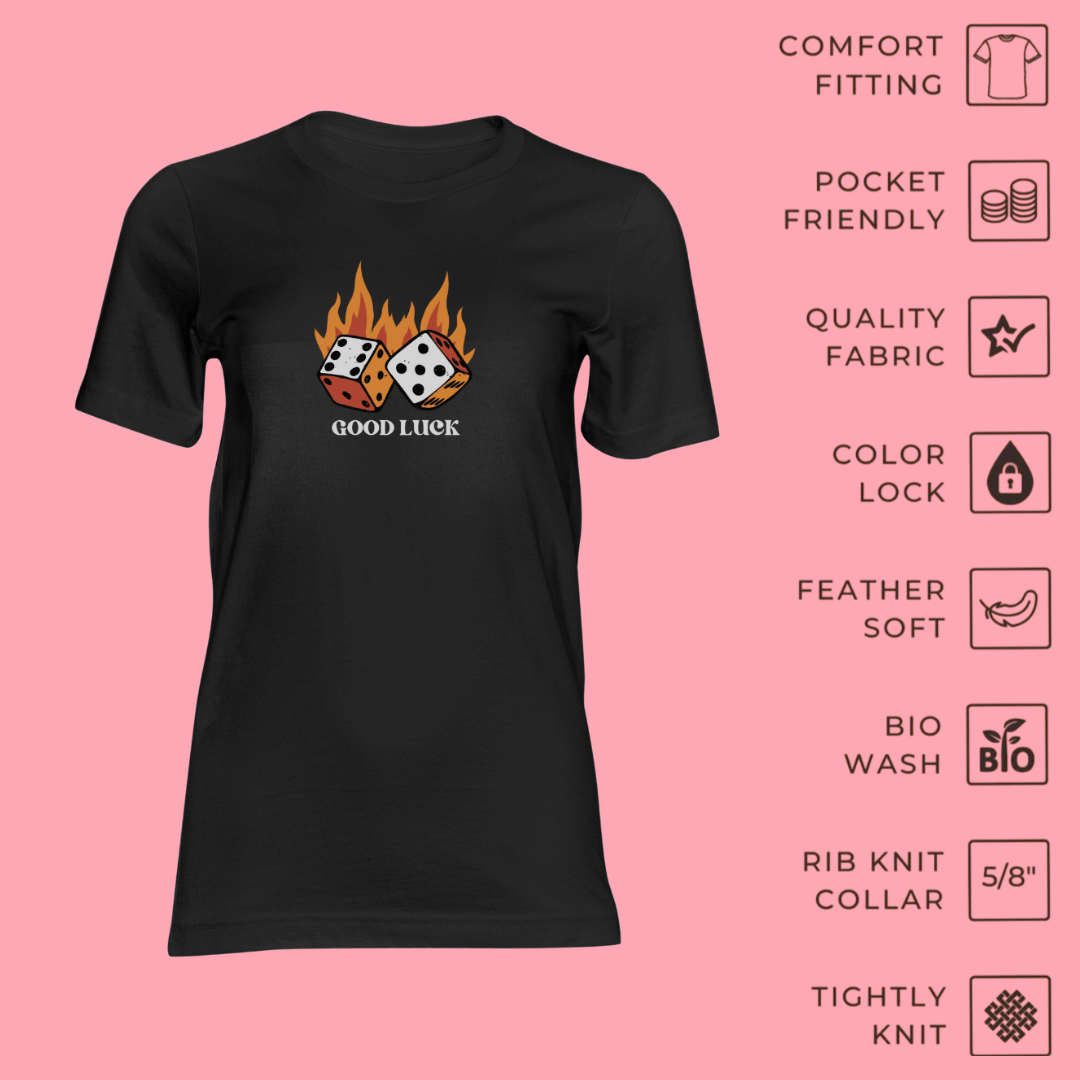 GOOD LUCK
COMFORT
FITTING
POCKET
FRIENDLY
QUALITY
FABRIC
COLOR
LOCK
FEATHER
SOFT
BIO
WASH
BIO
RIB KNIT
COLLAR
5/8"
TIGHTLY
KNIT